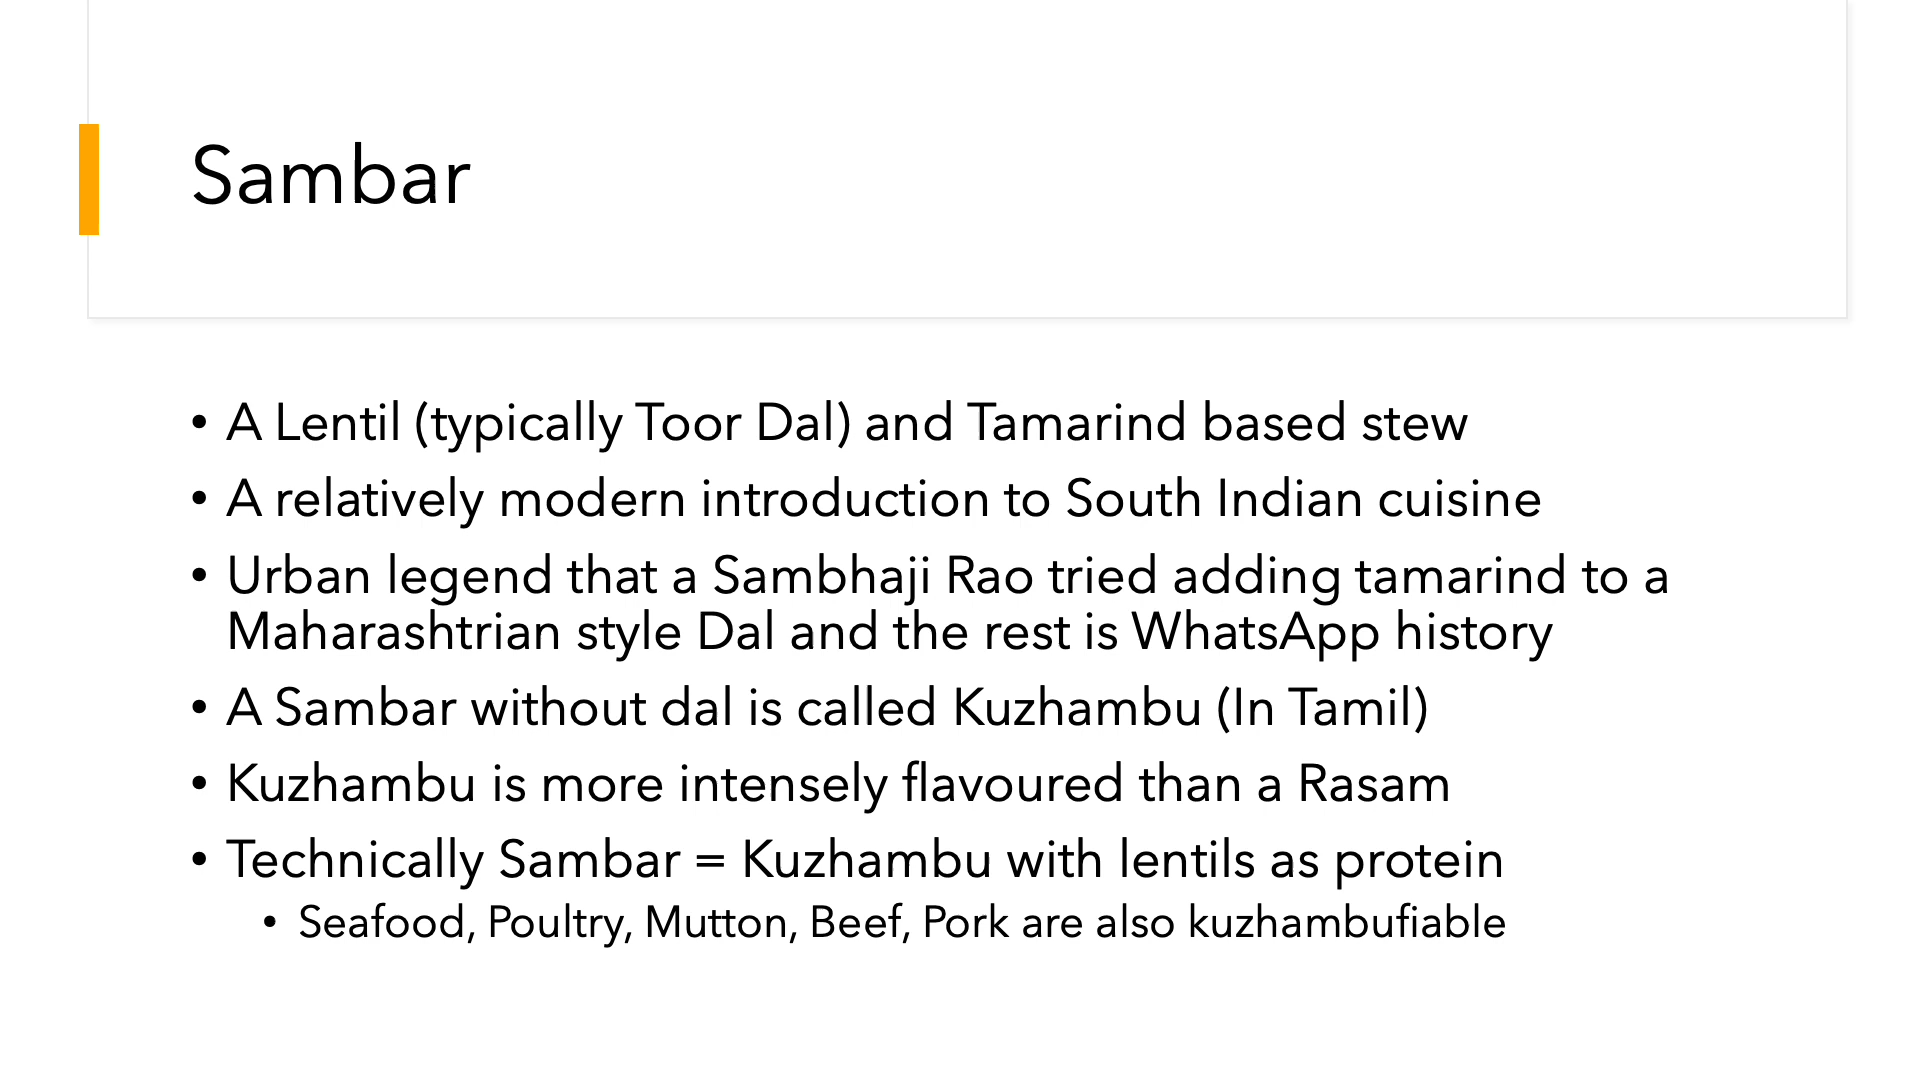 Sambar
• A Lentil (typically Toor Dal) and Tamarind based stew
• A relatively modern introduction to South Indian cuisine
• Urban legend that a Sambhaji Rao tried adding tamarind to a
Maharashtrian style Dal and the rest is WhatsApp history
• A Sambar without dal is called Kuzhambu (In Tamil)
• Kuzhambu is more intensely flavoured than a Rasam
• Technically Sambar = Kuzhambu with lentils as protein
• Seafood, Poultry, Mutton, Beef, Pork are also kuzhambufiable